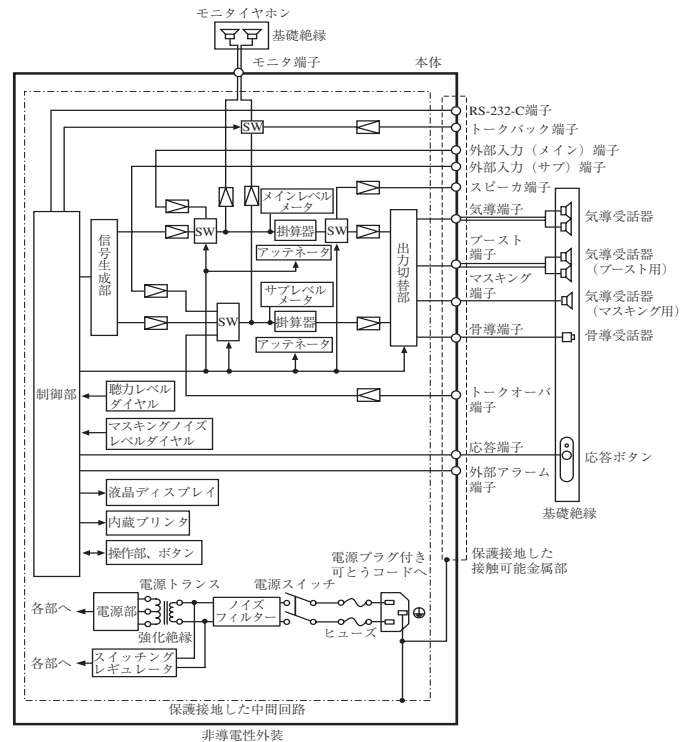 モニタイヤホン
基礎絶縁
モニタ端子
本体
RS-232-C端子
SW
トークバック端子
外部入力（メイン）端子
外部入力（サブ）端子
スピーカ端子
メインレベル
メータ
気導端子
信号生成部
SW
掛算器
SW
出力切替部
気導受話器
アッテネータ
ブースト
端子
気導受話器
（ブースト用）
サブレベル
メータ
マスキング
端子
気導受話器
（マスキング用）
SW
掛算器
骨導端子
骨導受話器
アッテネータ
制御部
聴力レベル
ダイヤル
トークオーバ
端子
マスキングノイズ
レベルダイヤル
応答端子
応答ボタン
外部アラーム
端子
液晶ディスプレイ
基礎絶縁
内蔵プリンタ
操作部、ボタン
電源プラグ付き
可とうコードへ
保護接地した
接触可能金属部
電源トランス
電源スイッチ
各部へ
電源部
ノイズ
フィルター
強化絶縁
ヒューズ
各部へ
スイッチング
レギュレータ
保護接地した中間回路
非導電性外装